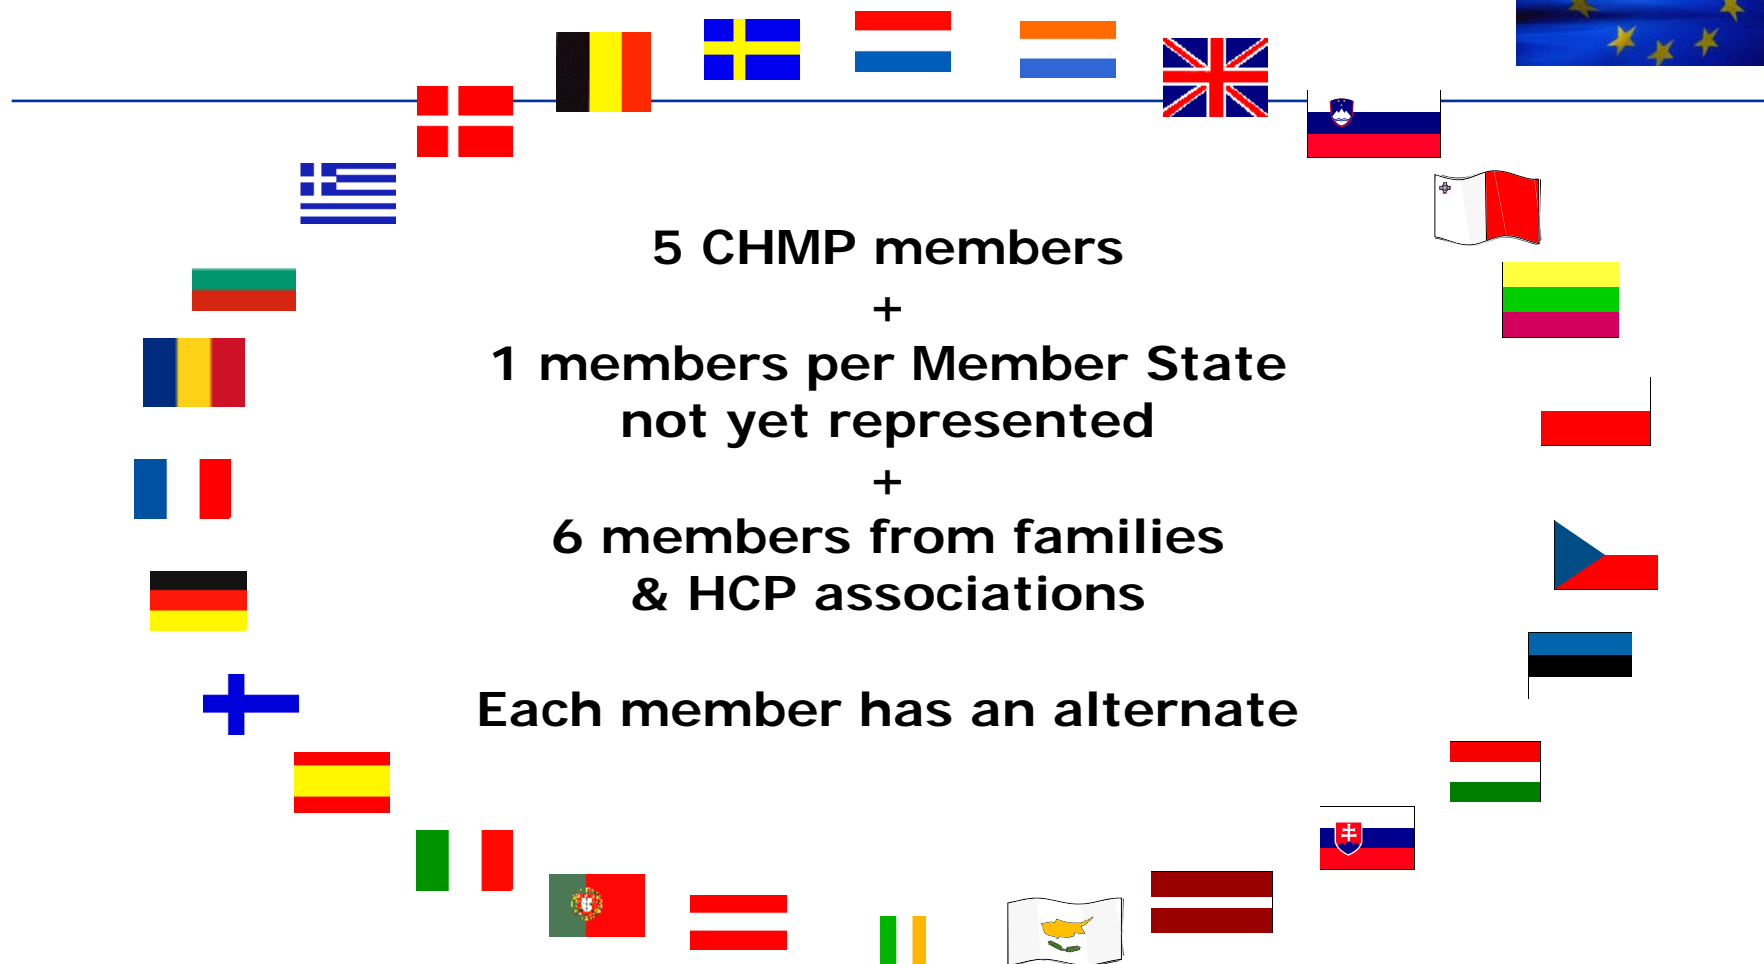 5 CHMP members
+
1 members per Member State
not yet represented
+
6 members from families
& HCP associations
Each member has an alternate